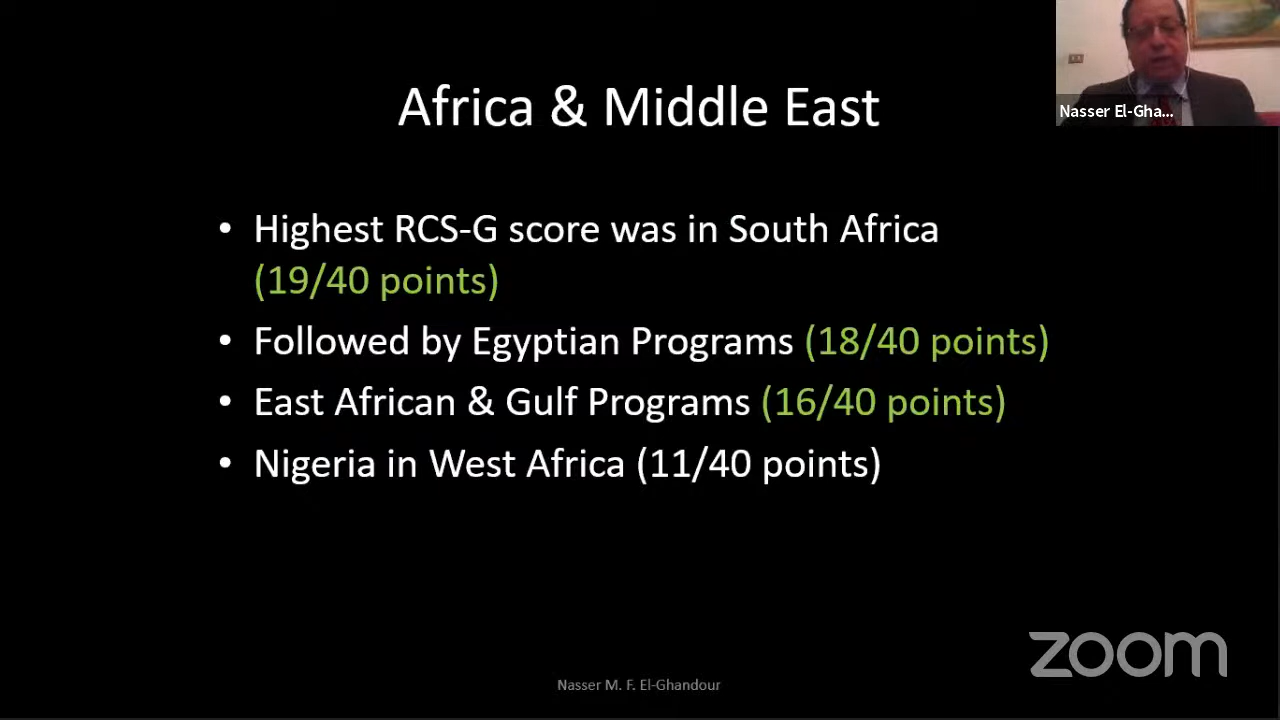 Africa & Middle East
Nasser El-Gha...
• Highest RCS-G score was in South Africa
(19/40 points)
• Followed by Egyptian Programs (18/40 points)
• East African & Gulf Programs (16/40 points)
• Nigeria in West Africa (11/40 points)
zoom
Nasser M. F. El-Ghandour